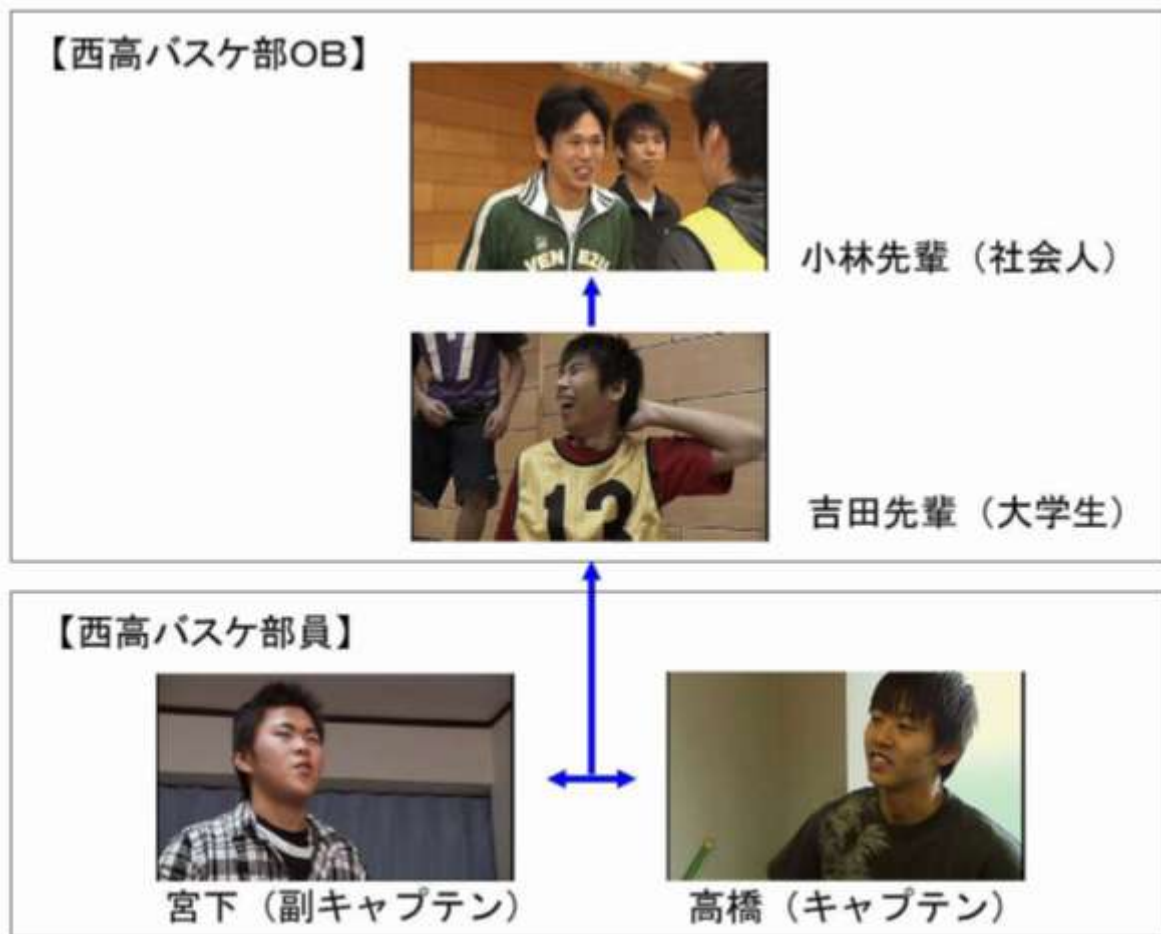 【西高バスケ部OB】
小林先輩（社会人）
13
吉田先輩（大学生）
【西高バスケ部員】
宮下（副キャプテン）
高橋（キャプテン）